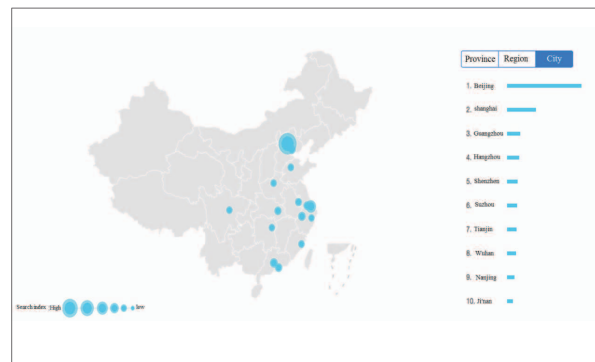 Province Region City
1. Beijing
2. shanghai
3. Guangzhou
4. Hangzhou
5. Shenzhen
6. Suzhou
7. Tianjin
8. Wuhan
9. Nanjing
10. Ji'nan
Search index :High low